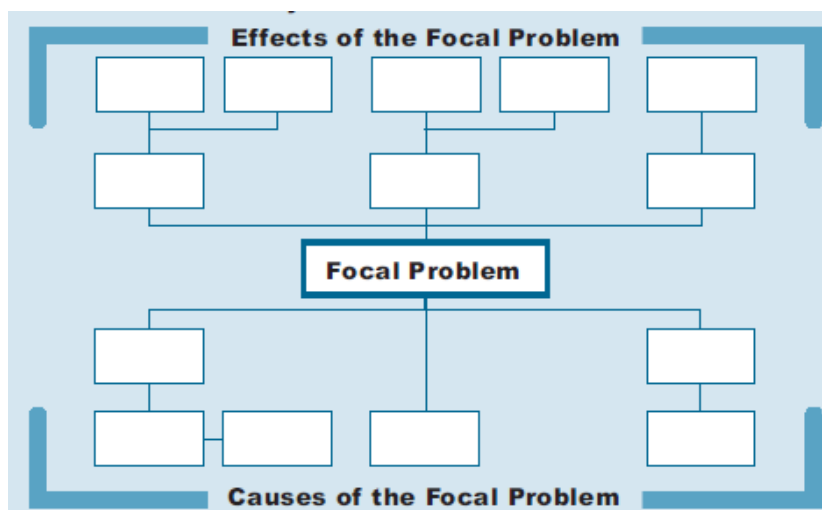 Effects of the Focal Problem
Focal Problem
Causes of the Focal Problem